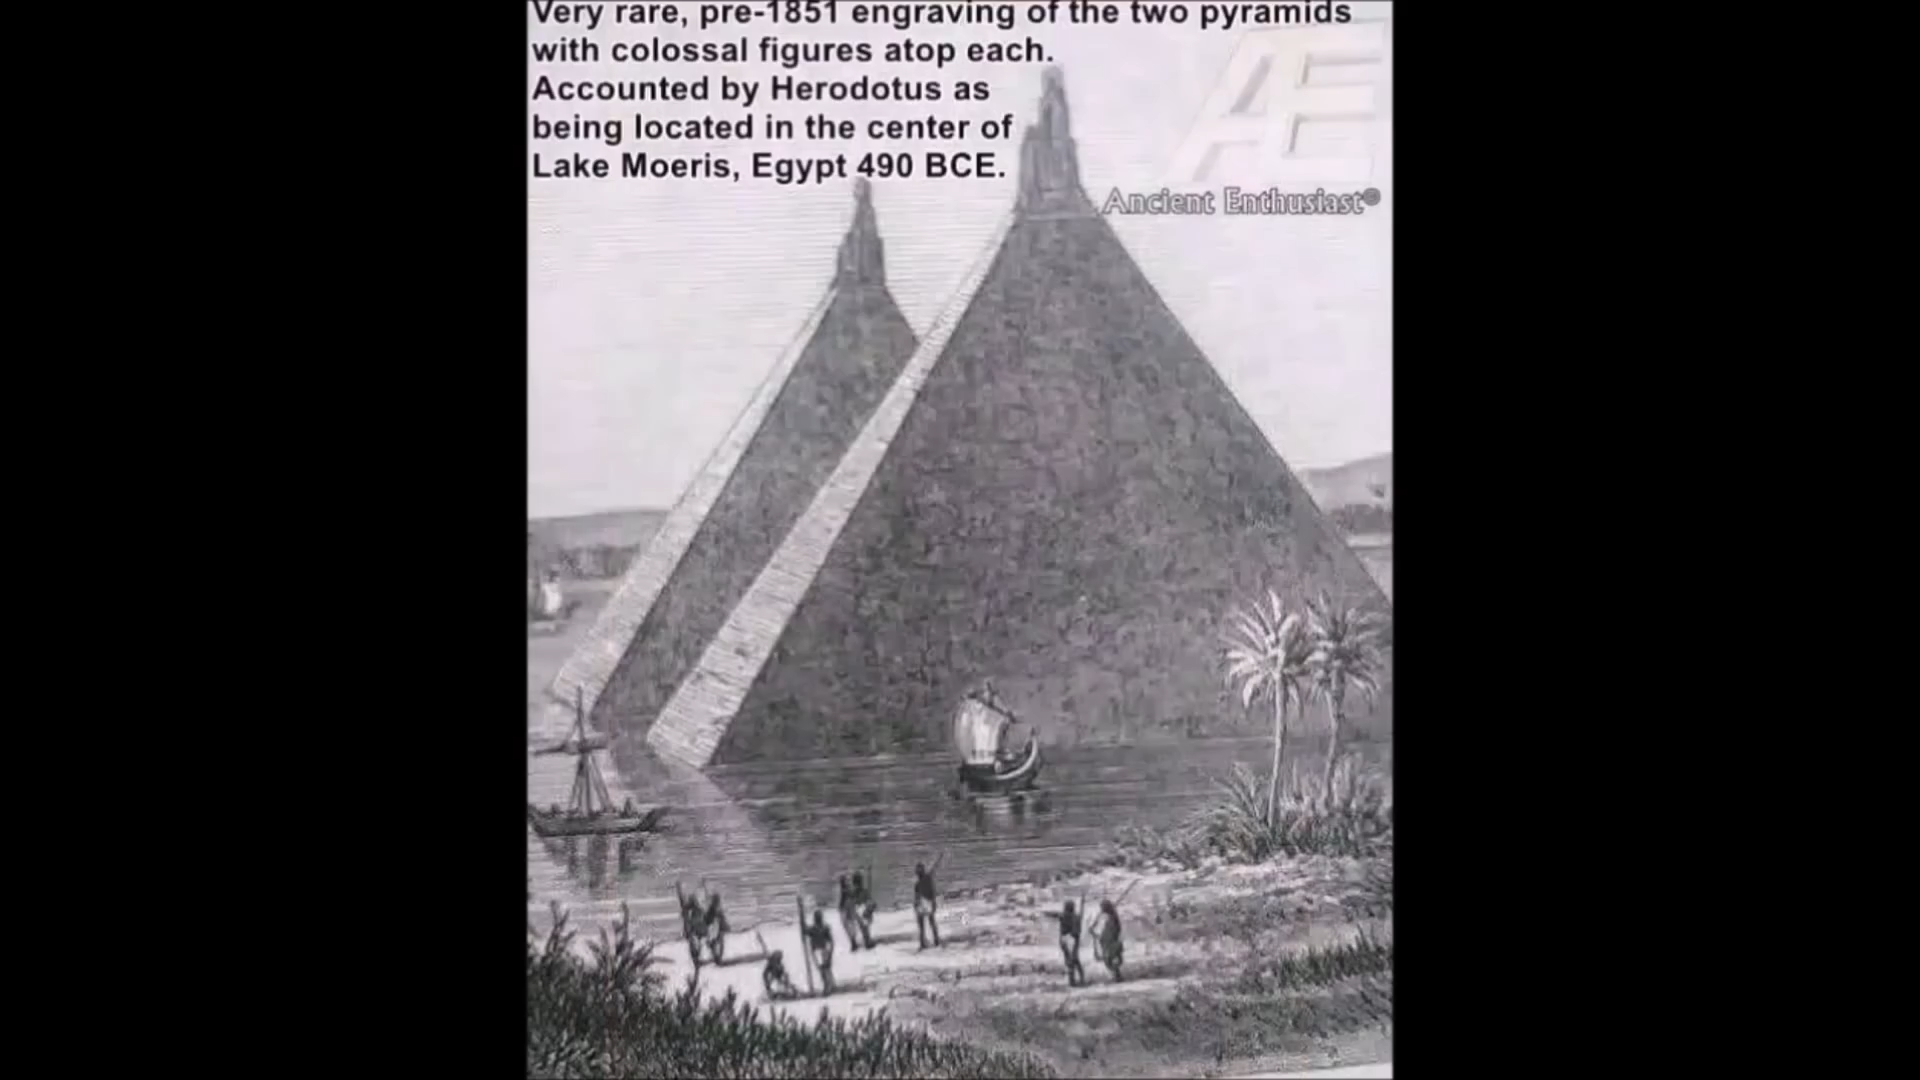 Very rare, pre-1851 engraving of the two pyramids
with colossal figures atop each.
Accounted by Herodotus as
being located in the center of
Lake Moeris, Egypt 490 BCE.
Æ
Ancient Enthusiast®